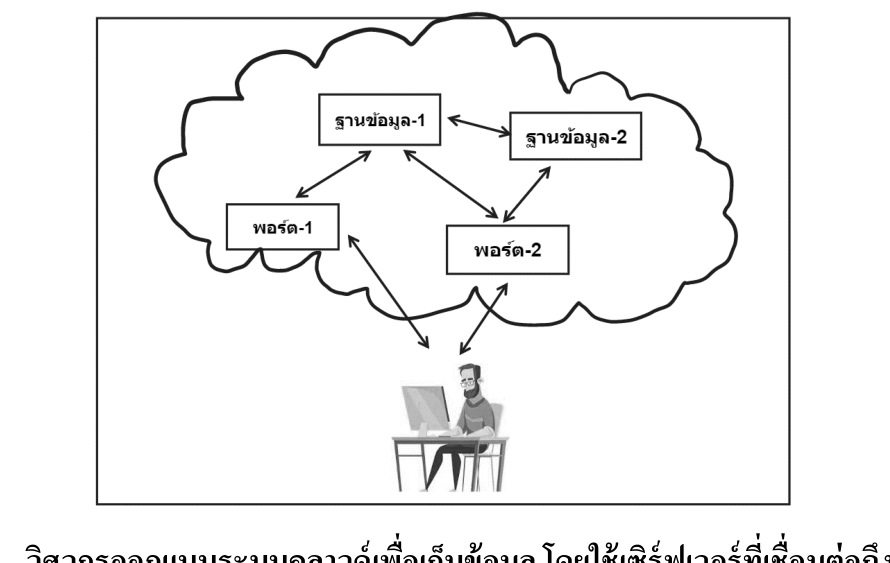 ฐานข้อมูล-1
ฐานข้อมูล-2
พอร์ต-1
พอร์ต-2
วิศวกรออกแบบระบบคลาวด์เพื่อเก็บข้อมูล โดยใช้เซิร์ฟเวอร์ที่เชื่อมต่อถึง